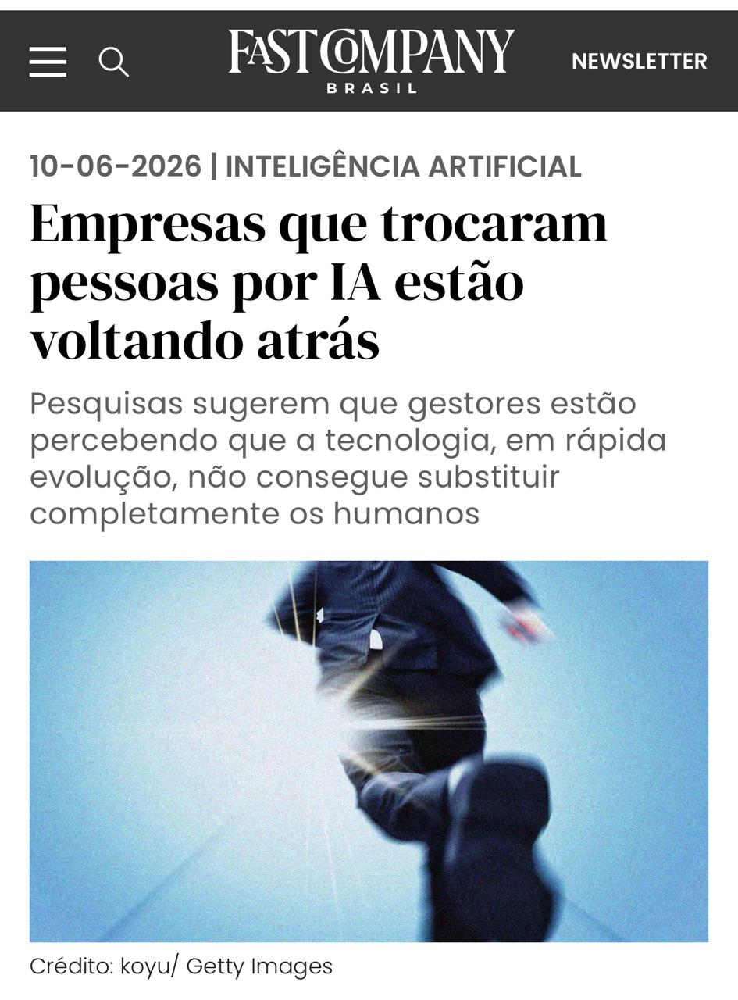 FAST COMPANY
BRASIL
NEWSLETTER
10-06-2026 | INTELIGÊNCIA ARTIFICIAL
Empresas que trocaram
pessoas por IA estão
voltando atrás
Pesquisas sugerem que gestores estão
percebendo que a tecnologia, em rápida
evolução, não consegue substituir
completamente os humanos
Crédito: koyu/ Getty Images